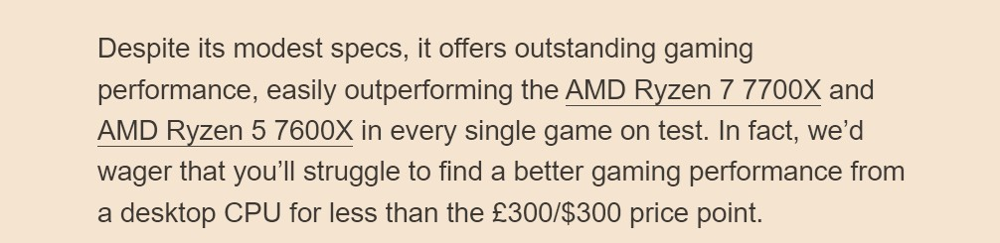 Despite its modest specs, it offers outstanding gaming
performance, easily outperforming the AMD Ryzen 7 7700X and
AMD Ryzen 5 7600X in every single game on test. In fact, we’d
wager that you’ll struggle to find a better gaming performance from
a desktop CPU for less than the £300/$300 price point.